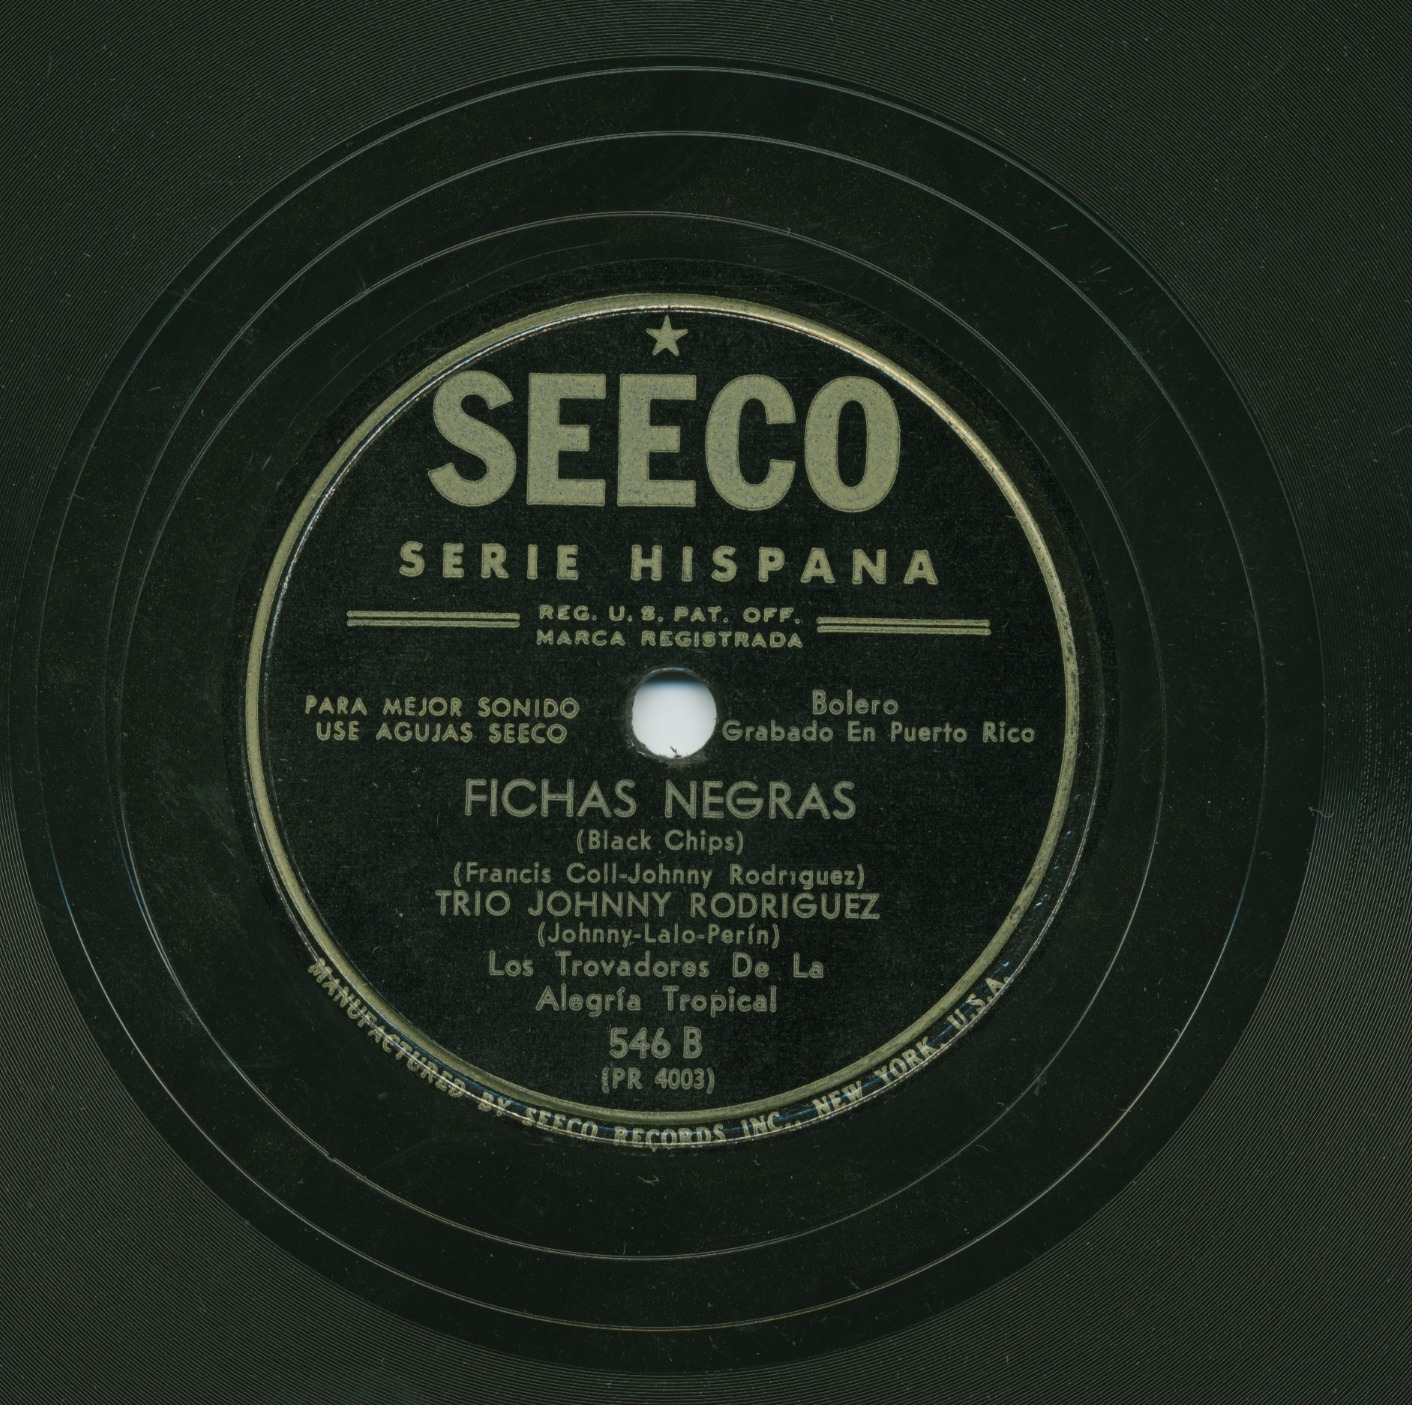 SEECO
SERIE HISPANA
REG. U. S. PAT. OFF.
MARCA REGISTRADA
PARA MEJOR SONIDO
USE AGUJAS SEECO
Bolero
Grabado En Puerto Rico
FICHAS NEGRAS
(Black Chips)
(Francis Coll-Johnny Rodriguez)
TRIO JOHNNY RODRIGUEZ
(Johnny-Lalo-Perín)
Los Trovadores De La
Alegría Tropical
546 B
(PR 4003)
MANUFACTURED BY SEECO RECORDS INC., NEW YORK, U.S.A.